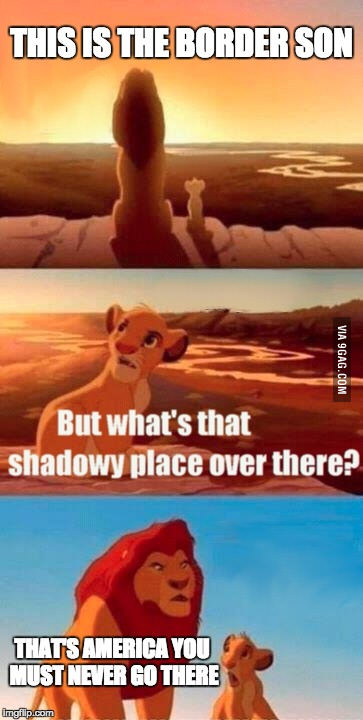 THIS IS THE BORDER SON
VIA 9GAG.COM
But what's that
shadowy place over there?
THAT'S AMERICA YOU
MUST NEVER GO THERE
imgflip.com